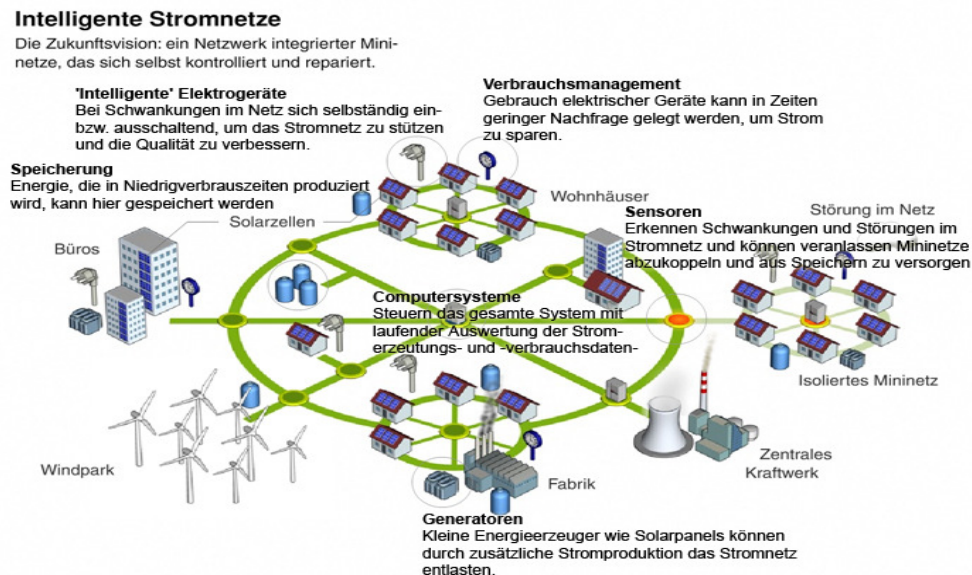 Intelligente Stromnetze
Die Zukunftsvision: ein Netzwerk integrierter Mini-
netze, das sich selbst kontrolliert und repariert.
'Intelligente' Elektrogeräte
Bei Schwankungen im Netz sich selbständig ein-
bzw. ausschaltend, um das Stromnetz zu stützen
und die Qualität zu verbessern.
Verbrauchsmanagement
Gebrauch elektrischer Geräte kann in Zeiten
geringer Nachfrage gelegt werden, um Strom
zu sparen.
Speicherung
Energie, die in Niedrigverbrauszeiten produziert
wird, kann hier gespeichert werden
Solarzellen
Wohnhäuser
Büros
Störung im Netz
Sensoren
Erkennen Schwankungen und Störungen im
Stromnetz und können veranlassen Mininetze
abzukoppeln und aus Speichern zu versorgen
Computersysteme
Steuern das gesamte System mit
laufender Auswertung der Strom-
erzeutungs- und -verbrauchsdaten-
Isoliertes Mininetz
Windpark
Zentrales
Kraftwerk
Fabrik
Generatoren
Kleine Energieerzeuger wie Solarpanels können
durch zusätzliche Stromproduktion das Stromnetz
entlasten.